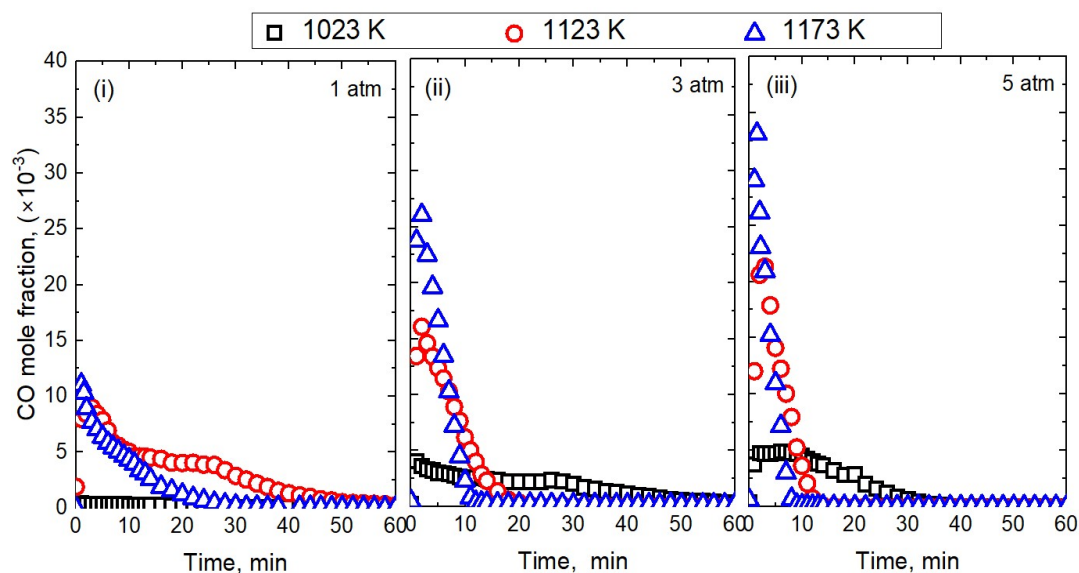 1023 K 1123 K 1173 K
(i) 1 atm (ii) 3 atm (iii) 5 atm
CO mole fraction, (×10⁻³)
40
35
30
25
20
15
10
5
0
0 10 20 30 40 50 60 10 20 30 40 50 60 0 10 20 30 40 50 60
Time, min Time, min Time, min